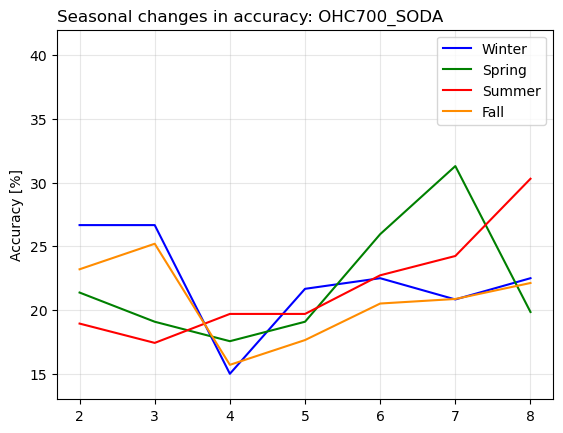 Seasonal changes in accuracy: OHC700_SODA
Winter
Spring
Summer
Fall
Accuracy [%]
40
35
30
25
20
15
2 3 4 5 6 7 8